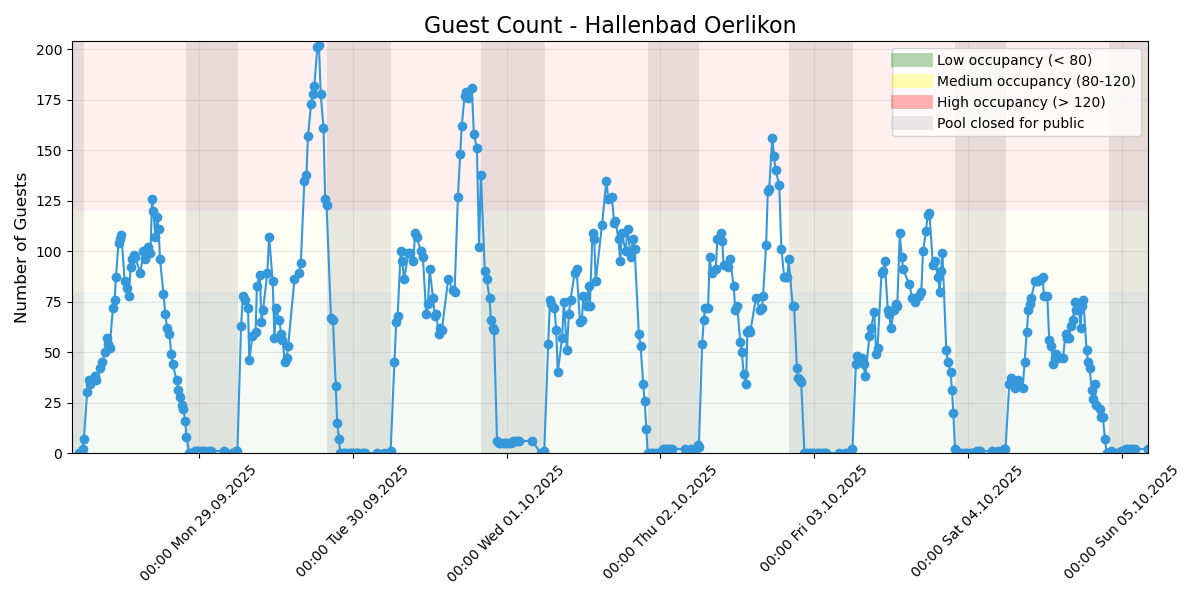 Guest Count - Hallenbad Oerlikon
Number of Guests
200
175
150
125
100
75
50
25
0
Low occupancy (< 80)
Medium occupancy (80-120)
High occupancy (> 120)
Pool closed for public
00:00 Mon 29.09.2025
00:00 Tue 30.09.2025
00:00 Wed 01.10.2025
00:00 Thu 02.10.2025
00:00 Fri 03.10.2025
00:00 Sat 04.10.2025
00:00 Sun 05.10.2025